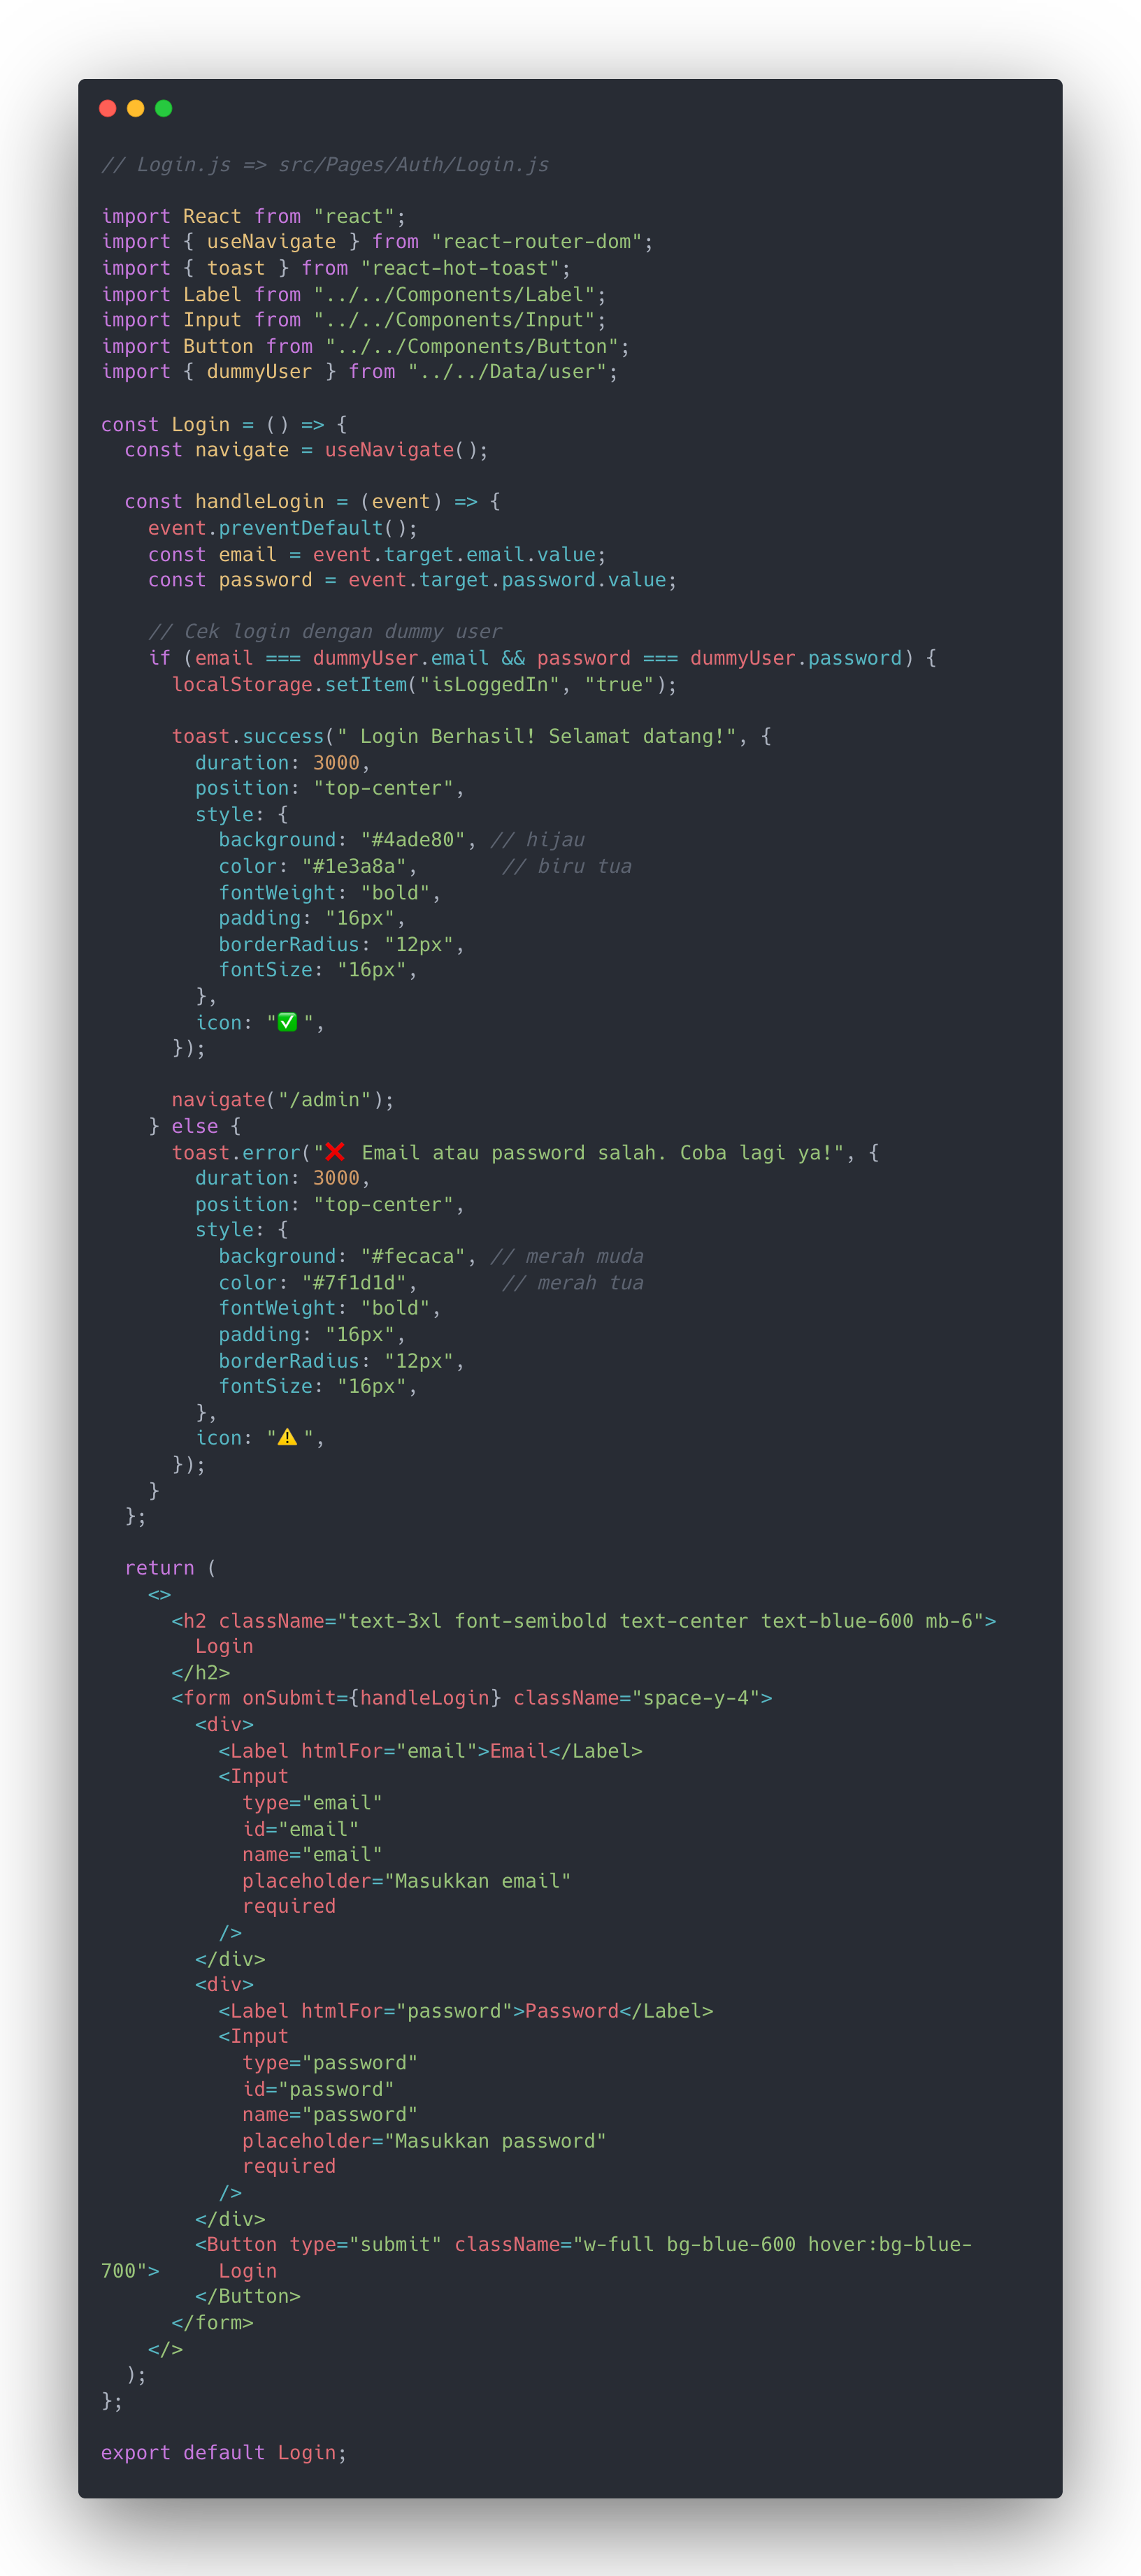 // Login.js => src/Pages/Auth/Login.js

import React from "react";
import { useNavigate } from "react-router-dom";
import { toast } from "react-hot-toast";
import Label from "../../Components/Label";
import Input from "../../Components/Input";
import Button from "../../Components/Button";
import { dummyUser } from "../../Data/user";

const Login = () => {
  const navigate = useNavigate();

  const handleLogin = (event) => {
    event.preventDefault();
    const email = event.target.email.value;
    const password = event.target.password.value;

    // Cek login dengan dummy user
    if (email === dummyUser.email && password === dummyUser.password) {
      localStorage.setItem("isLoggedIn", "true");

      toast.success(" Login Berhasil! Selamat datang!", {
        duration: 3000,
        position: "top-center",
        style: {
          background: "#4ade80", // hijau
          color: "#1e3a8a",       // biru tua
          fontWeight: "bold",
          padding: "16px",
          borderRadius: "12px",
          fontSize: "16px",
        },
        icon: "✅",
      });

      navigate("/admin");
    } else {
      toast.error("❌ Email atau password salah. Coba lagi ya!", {
        duration: 3000,
        position: "top-center",
        style: {
          background: "#fecaca", // merah muda
          color: "#7f1d1d",       // merah tua
          fontWeight: "bold",
          padding: "16px",
          borderRadius: "12px",
          fontSize: "16px",
        },
        icon: "⚠️",
      });
    }
  };

  return (
    <>
      <h2 className="text-3xl font-semibold text-center text-blue-600 mb-6">
        Login
      </h2>
      <form onSubmit={handleLogin} className="space-y-4">
        <div>
          <Label htmlFor="email">Email</Label>
          <Input
            type="email"
            id="email"
            name="email"
            placeholder="Masukkan email"
            required
          />
        </div>
        <div>
          <Label htmlFor="password">Password</Label>
          <Input
            type="password"
            id="password"
            name="password"
            placeholder="Masukkan password"
            required
          />
        </div>
        <Button type="submit" className="w-full bg-blue-600 hover:bg-blue-
700">     Login
        </Button>
      </form>
    </>
  );
};

export default Login;